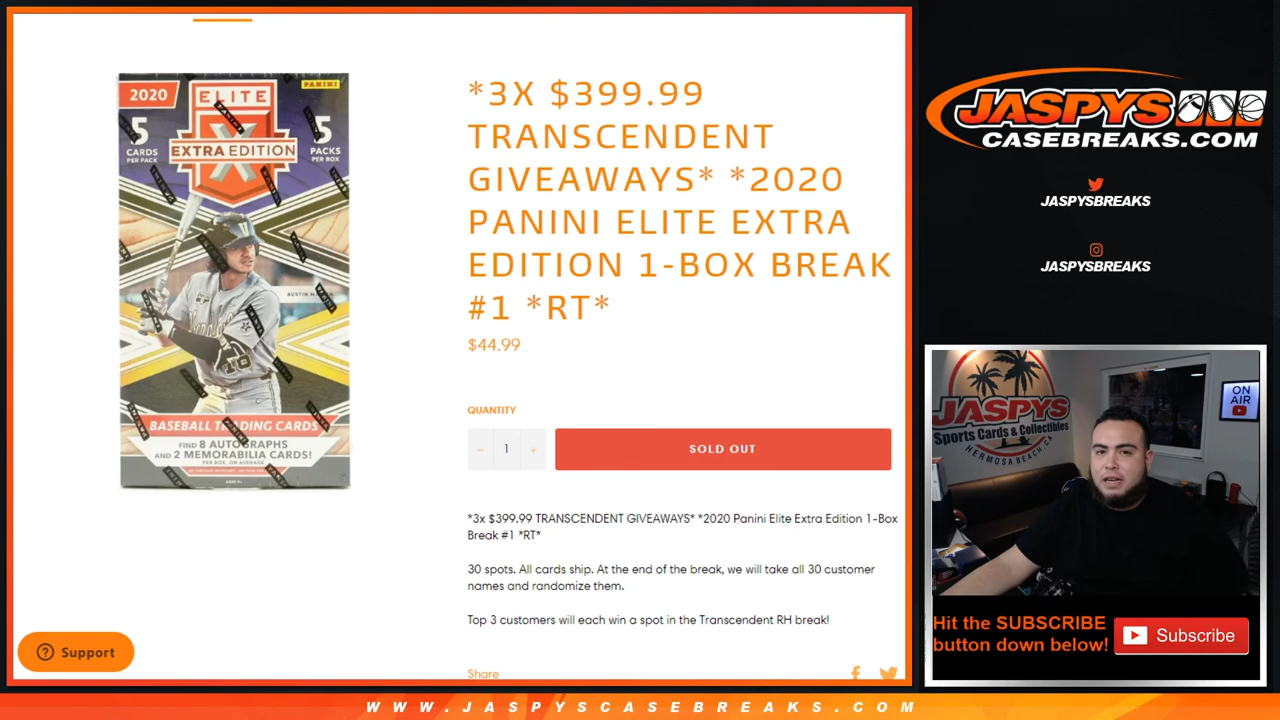 *3X $399.99
TRANSCENDENT
GIVEAWAYS* *2020
PANINI ELITE EXTRA
EDITION 1-BOX BREAK
#1 *RT*
$44.99
QUANTITY
− 1 +
SOLD OUT
*3x $399.99 TRANSCENDENT GIVEAWAYS* *2020 Panini Elite Extra Edition 1-Box
Break #1 *RT*
30 spots. All cards ship. At the end of the break, we will take all 30 customer
names and randomize them.
Top 3 customers will each win a spot in the Transcendent RH break!
Share
Support
2020
PANINI
ELITE
X
EXTRA EDITION
5
CARDS
PER PACK
5
PACKS
PER BOX
AUSTIN
18
BASEBALL TRADING CARDS
FIND 8 AUTOGRAPHS
AND 2 MEMORABILIA CARDS!
PER BOX, ON AVERAGE
JASPYS
CASEBREAKS.COM
JASPYSBREAKS
JASPYSBREAKS
JASPYS
Sports Cards & Collectibles
HERMOSA BEACH, CA
ON
AIR
Hit the SUBSCRIBE
button down below!
Subscribe
WWW.JASPYSCASEBREAKS.COM